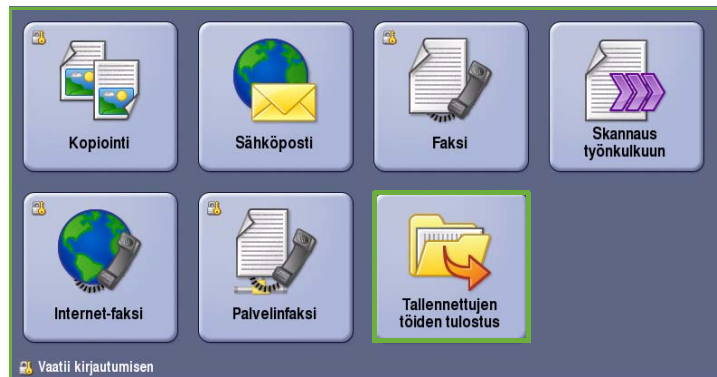 Kopiointi
Sähköposti
Faksi
Skannaus
työnkulkuun
Internet-faksi
Palvelinfaksi
Tallennettujen
töiden tulostus
Vaatii kirjautumisen